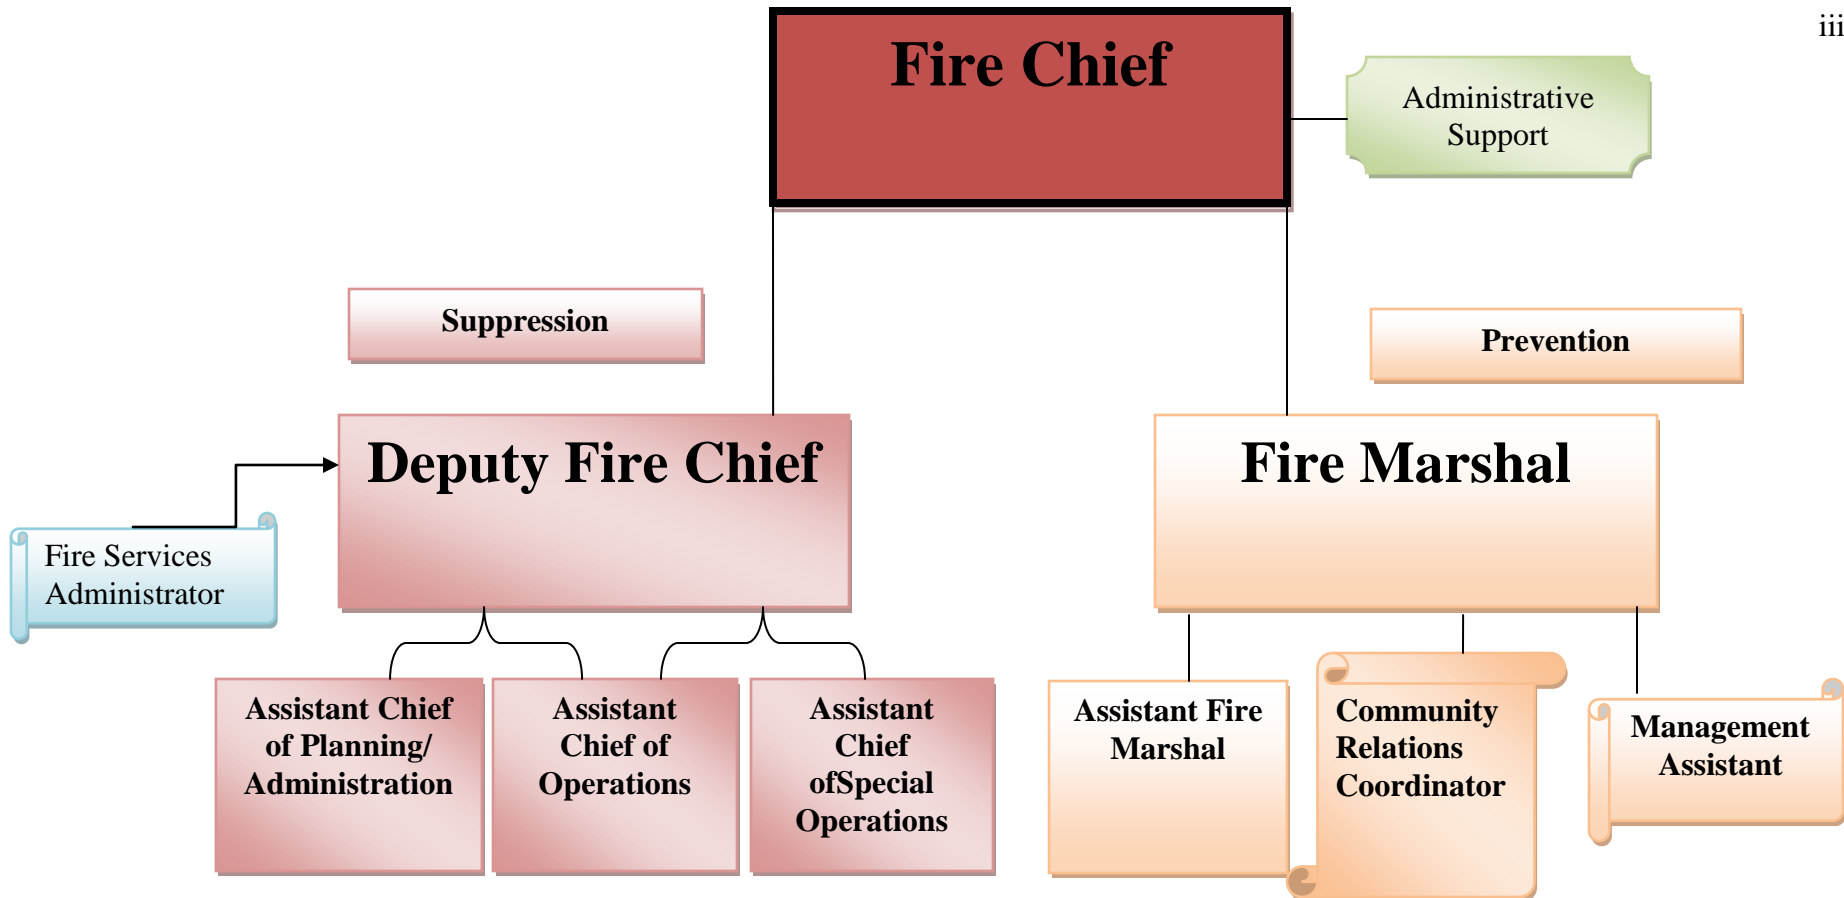 iii
Fire Chief
Administrative
Support
Suppression
Prevention
Deputy Fire Chief
Fire Marshal
Fire Services
Administrator
Assistant Chief
of Planning/
Administration
Assistant
Chief of
Operations
Assistant
Chief
ofSpecial
Operations
Assistant Fire
Marshal
Community
Relations
Coordinator
Management
Assistant